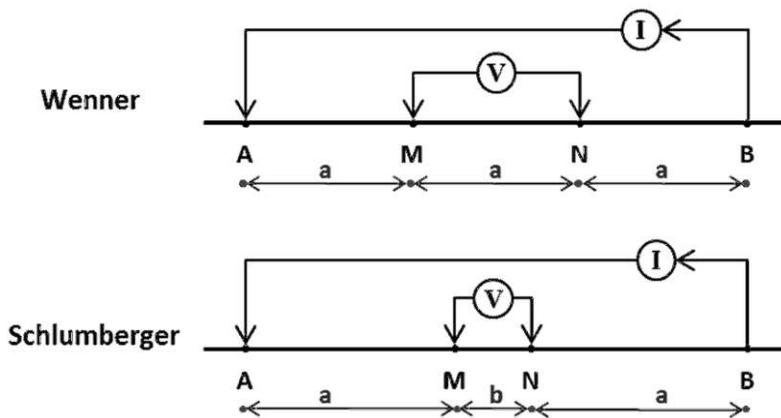 I
V
Wenner
A M N B
a a a
I
V
Schlumberger
A M N B
a b a